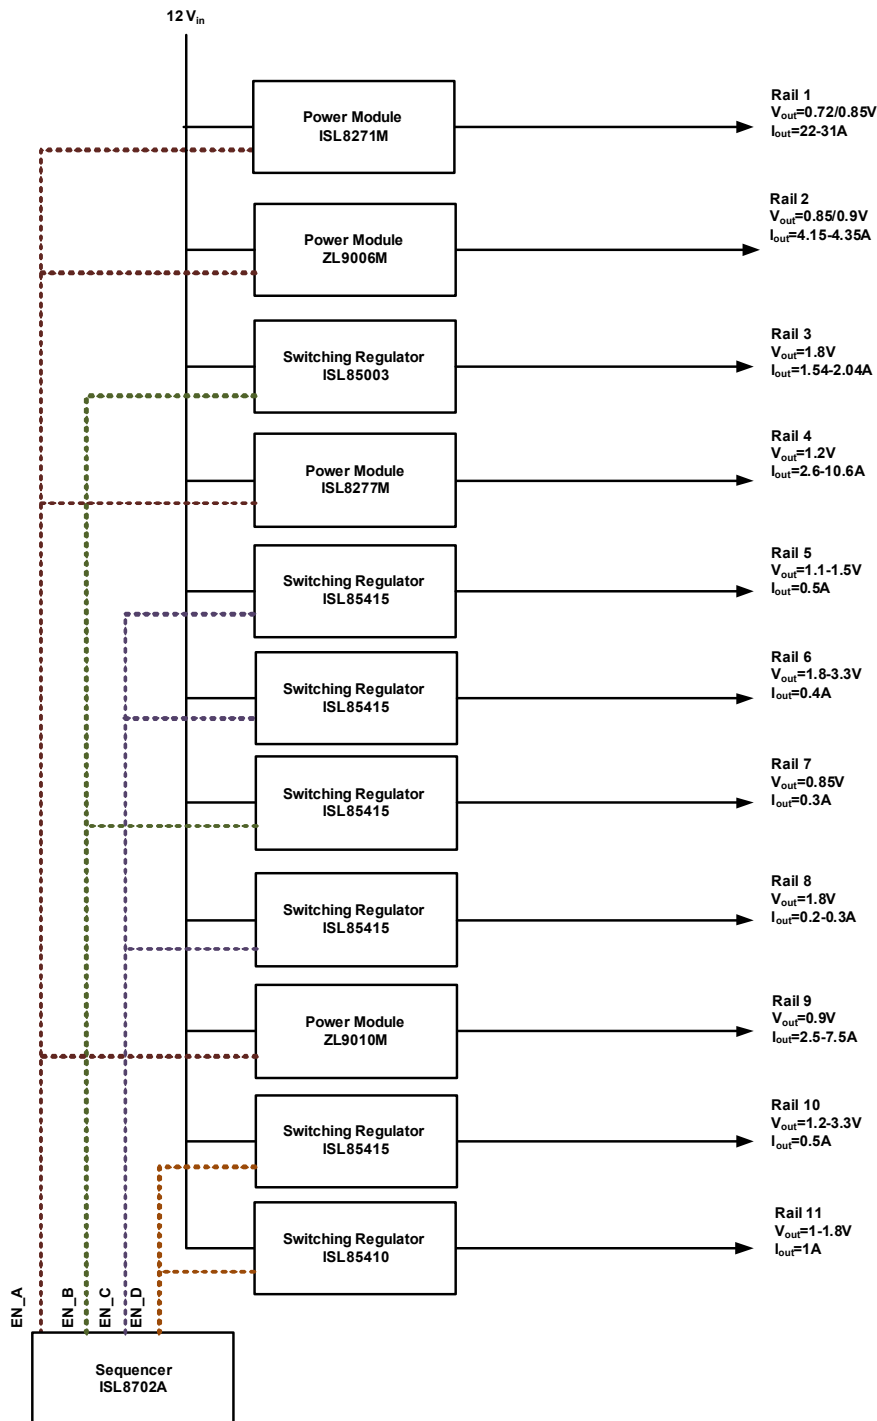 12 Vin
Power Module
ISL8271M
Rail 1
Vout=0.72/0.85V
Iout=22-31A
Power Module
ZL9006M
Rail 2
Vout=0.85/0.9V
Iout=4.15-4.35A
Switching Regulator
ISL85003
Rail 3
Vout=1.8V
Iout=1.54-2.04A
Power Module
ISL8277M
Rail 4
Vout=1.2V
Iout=2.6-10.6A
Switching Regulator
ISL85415
Rail 5
Vout=1.1-1.5V
Iout=0.5A
Switching Regulator
ISL85415
Rail 6
Vout=1.8-3.3V
Iout=0.4A
Switching Regulator
ISL85415
Rail 7
Vout=0.85V
Iout=0.3A
Switching Regulator
ISL85415
Rail 8
Vout=1.8V
Iout=0.2-0.3A
Power Module
ZL9010M
Rail 9
Vout=0.9V
Iout=2.5-7.5A
Switching Regulator
ISL85415
Rail 10
Vout=1.2-3.3V
Iout=0.5A
Switching Regulator
ISL85410
Rail 11
Vout=1-1.8V
Iout=1A
EN_A
EN_B
EN_C
EN_D
Sequencer
ISL8702A